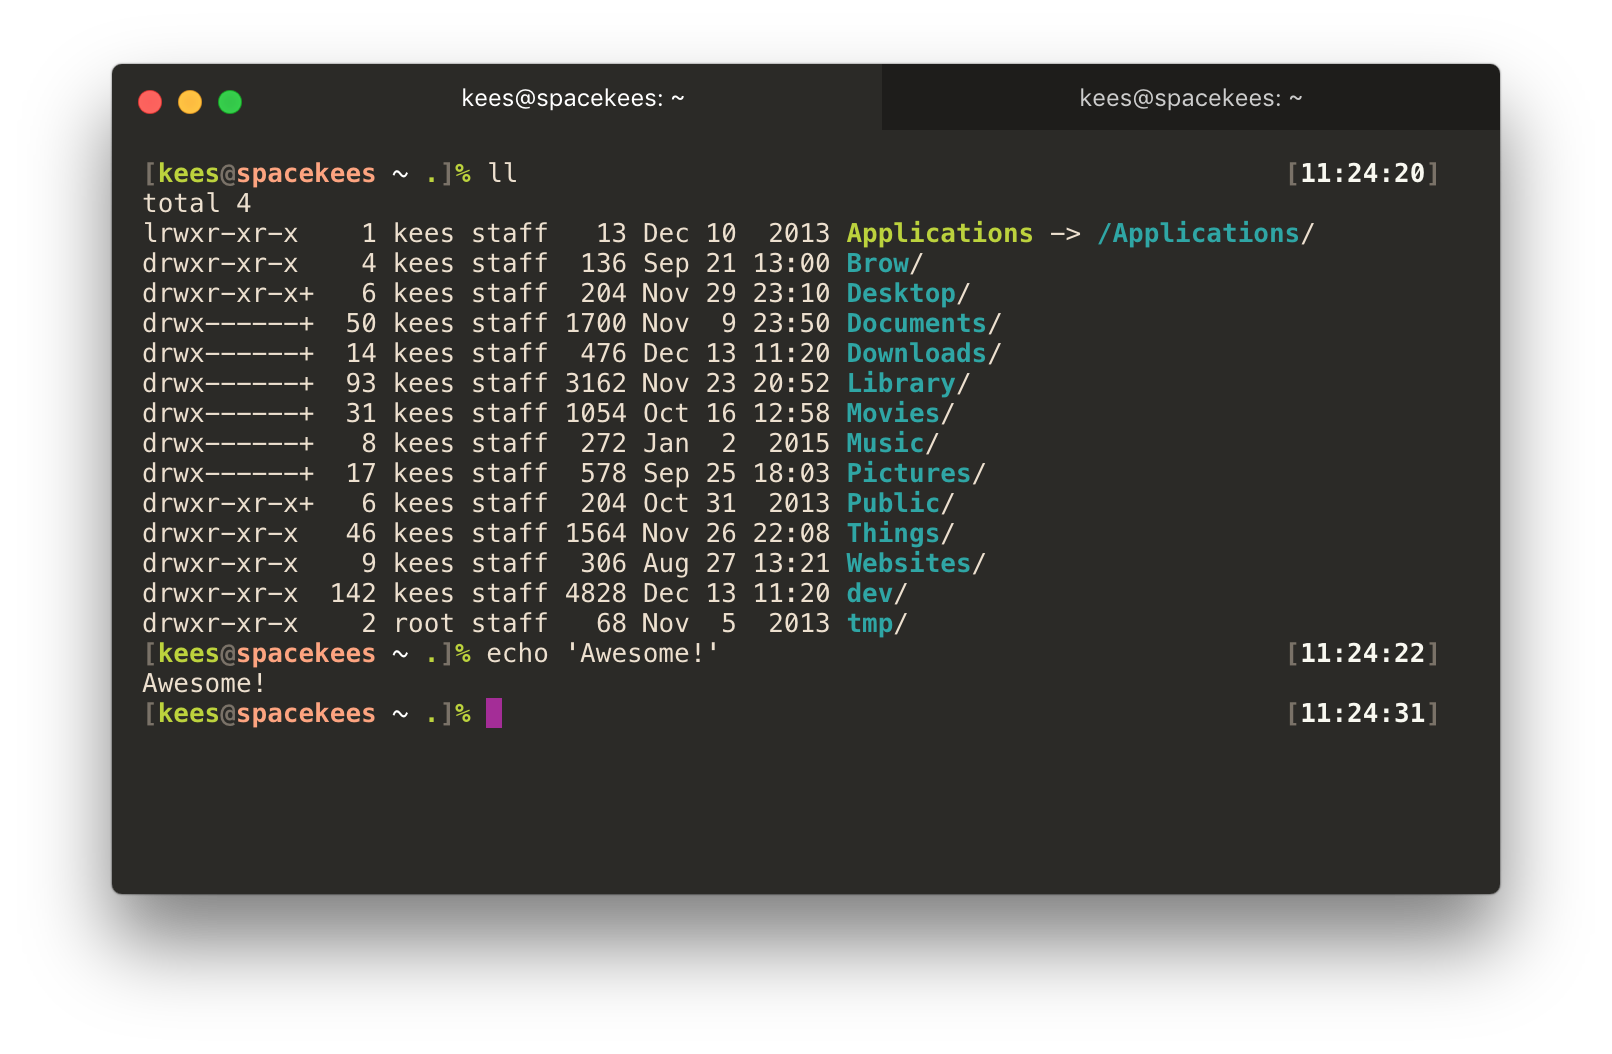 kees@spacekees: ~ kees@spacekees: ~
[kees@spacekees ~ .]% ll [11:24:20]
total 4
lrwxr-xr-x    1 kees staff   13 Dec 10  2013 Applications -> /Applications/
drwxr-xr-x    4 kees staff  136 Sep 21 13:00 Brow/
drwxr-xr-x+   6 kees staff  204 Nov 29 23:10 Desktop/
drwx------+  50 kees staff 1700 Nov  9 23:50 Documents/
drwx------+  14 kees staff  476 Dec 13 11:20 Downloads/
drwx------+  93 kees staff 3162 Nov 23 20:52 Library/
drwx------+  31 kees staff 1054 Oct 16 12:58 Movies/
drwx------+   8 kees staff  272 Jan  2  2015 Music/
drwx------+  17 kees staff  578 Sep 25 18:03 Pictures/
drwxr-xr-x+   6 kees staff  204 Oct 31  2013 Public/
drwxr-xr-x   46 kees staff 1564 Nov 26 22:08 Things/
drwxr-xr-x    9 kees staff  306 Aug 27 13:21 Websites/
drwxr-xr-x  142 kees staff 4828 Dec 13 11:20 dev/
drwxr-xr-x    2 root staff   68 Nov  5  2013 tmp/
[kees@spacekees ~ .]% echo 'Awesome!' [11:24:22]
Awesome!
[kees@spacekees ~ .]% [11:24:31]